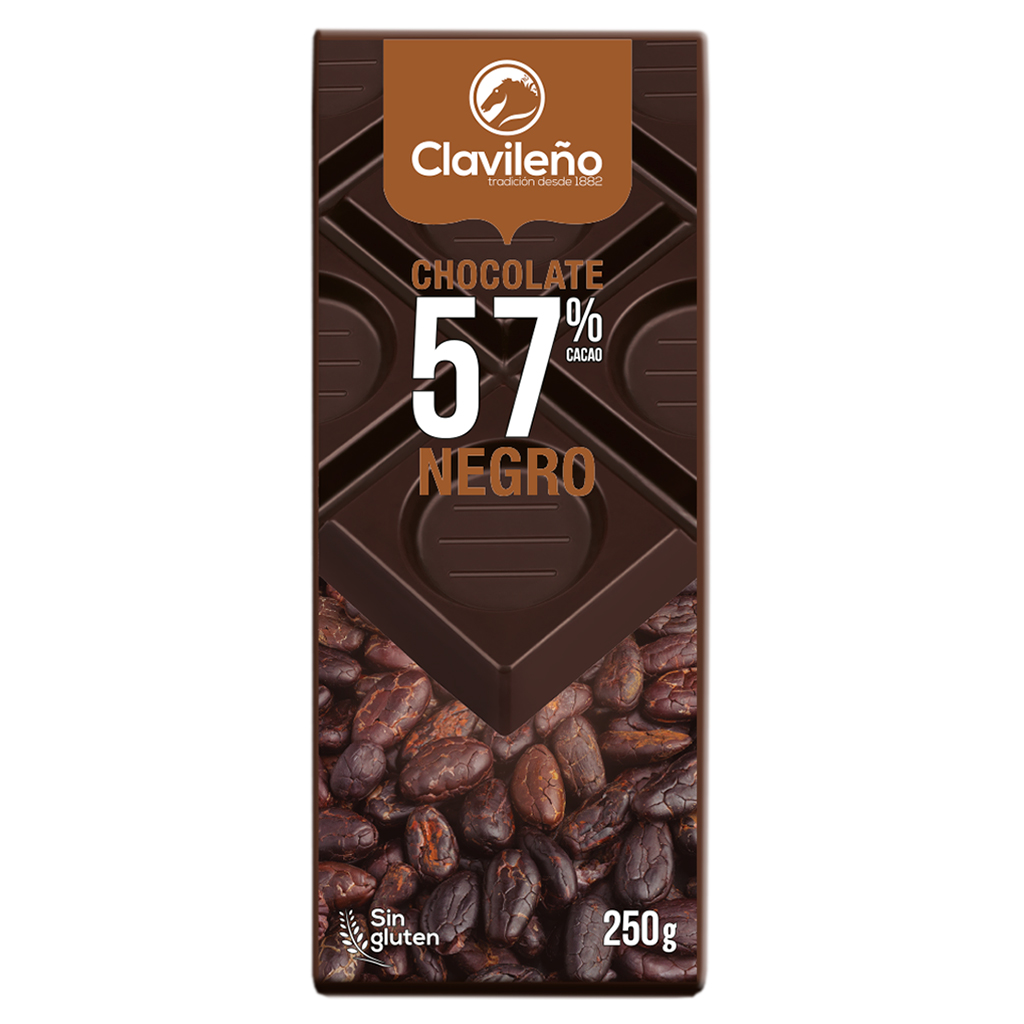 Clavileño
tradición desde 1882
CHOCOLATE
57%
CACAO
NEGRO
Sin
gluten
250g